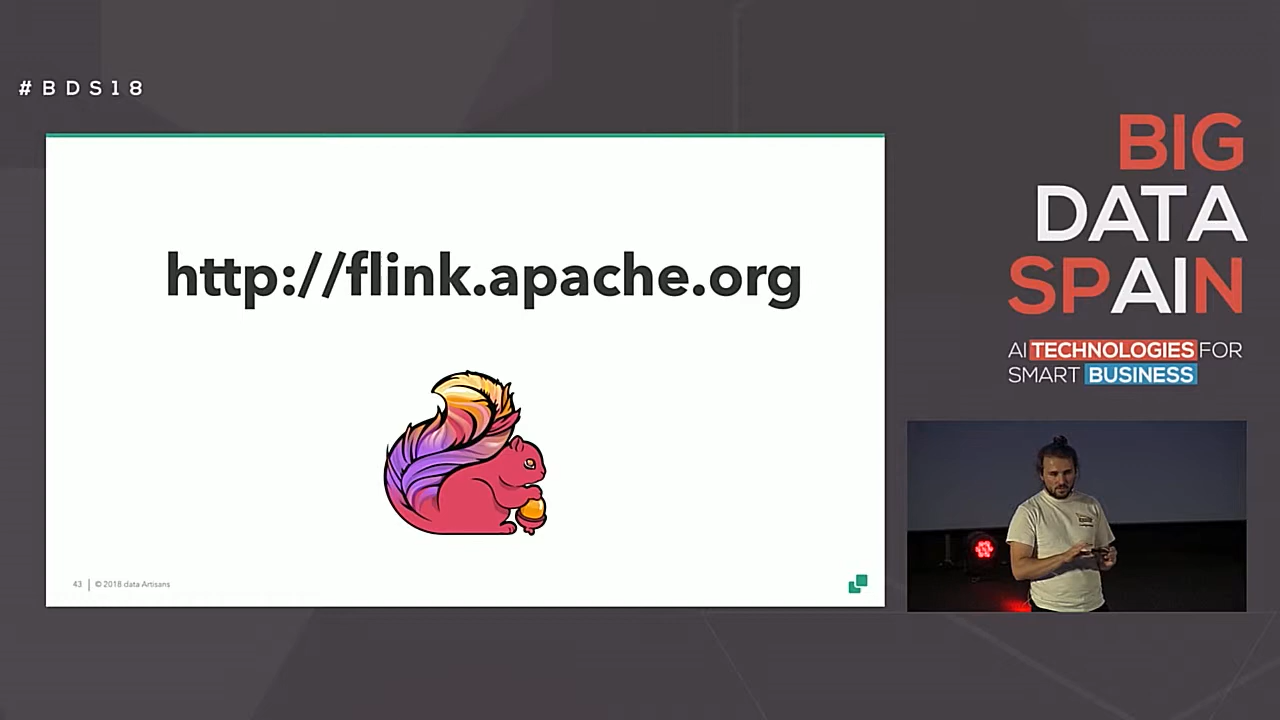 #BDS18
http://flink.apache.org
43 | © 2018 data Artisans
BIG
DATA
SPAIN
AI TECHNOLOGIES FOR
SMART BUSINESS